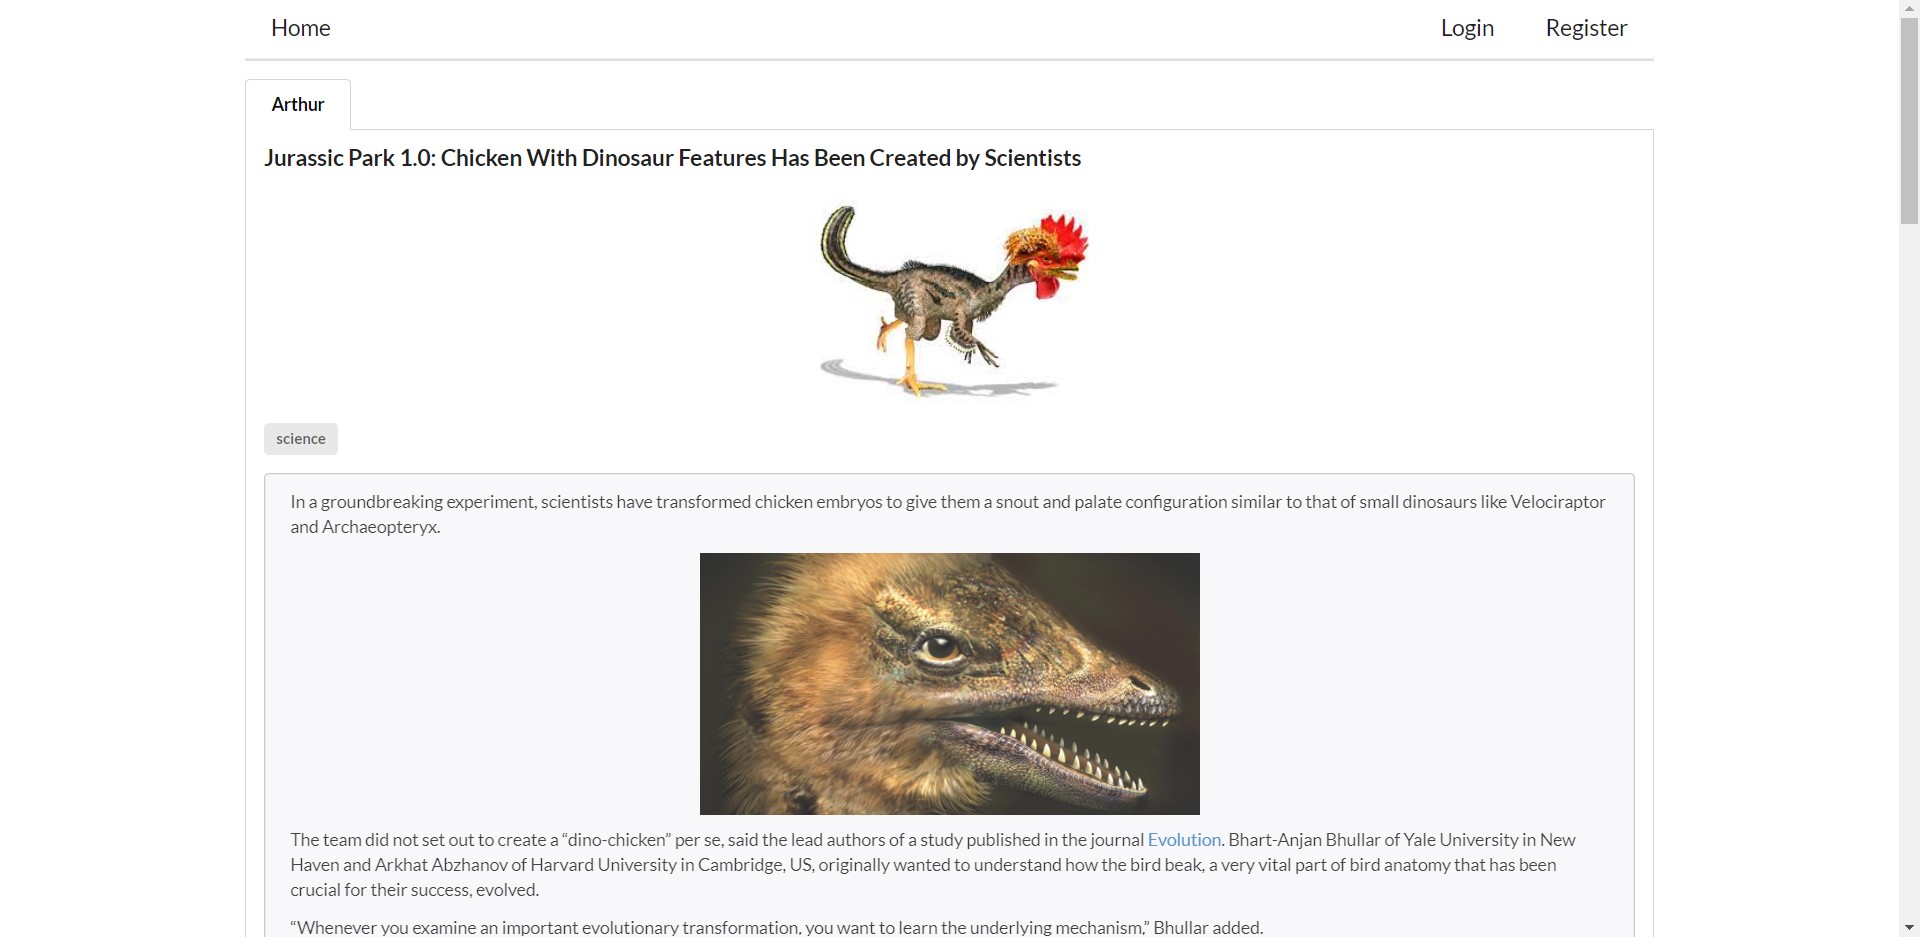 Home
Login
Register
Arthur
Jurassic Park 1.0: Chicken With Dinosaur Features Has Been Created by Scientists
science
In a groundbreaking experiment, scientists have transformed chicken embryos to give them a snout and palate configuration similar to that of small dinosaurs like Velociraptor
and Archaeopteryx.
The team did not set out to create a “dino-chicken” per se, said the lead authors of a study published in the journal Evolution. Bhart-Anjan Bhullar of Yale University in New
Haven and Arkhat Abzhanov of Harvard University in Cambridge, US, originally wanted to understand how the bird beak, a very vital part of bird anatomy that has been
crucial for their success, evolved.
“Whenever you examine an important evolutionary transformation, you want to learn the underlying mechanism,” Bhullar added.